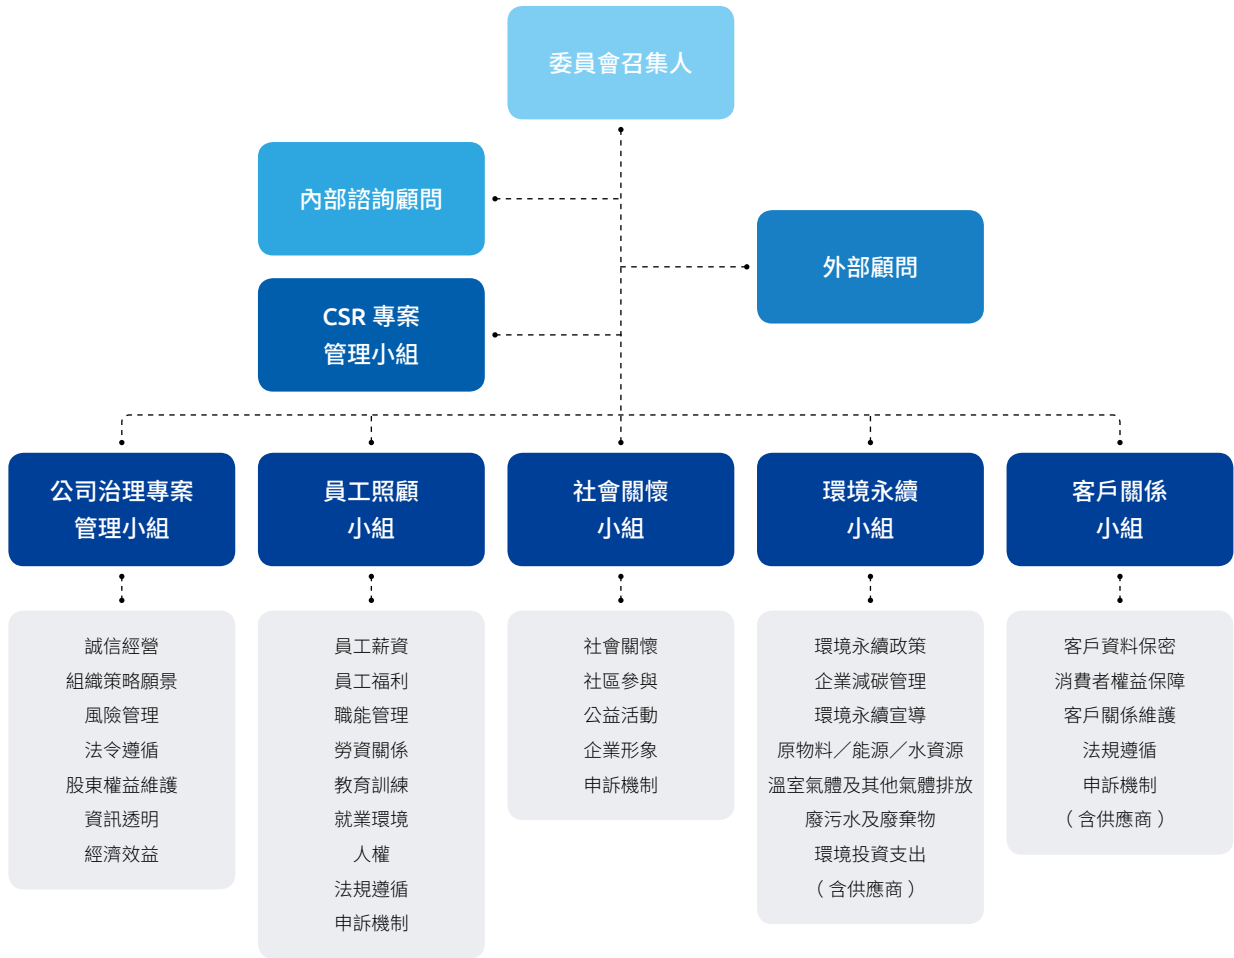 委員會召集人
內部諮詢顧問
外部顧問
CSR 專案
管理小組
公司治理專案
管理小組
誠信經營
組織策略願景
風險管理
法令遵循
股東權益維護
資訊透明
經濟效益
員工照顧
小組
員工薪資
員工福利
職能管理
勞資關係
教育訓練
就業環境
人權
法規遵循
申訴機制
社會關懷
小組
社會關懷
社區參與
公益活動
企業形象
申訴機制
環境永續
小組
環境永續政策
企業減碳管理
環境永續宣導
原物料／能源／水資源
溫室氣體及其他氣體排放
廢污水及廢棄物
環境投資支出
（含供應商）
客戶關係
小組
客戶資料保密
消費者權益保障
客戶關係維護
法規遵循
申訴機制
（含供應商）